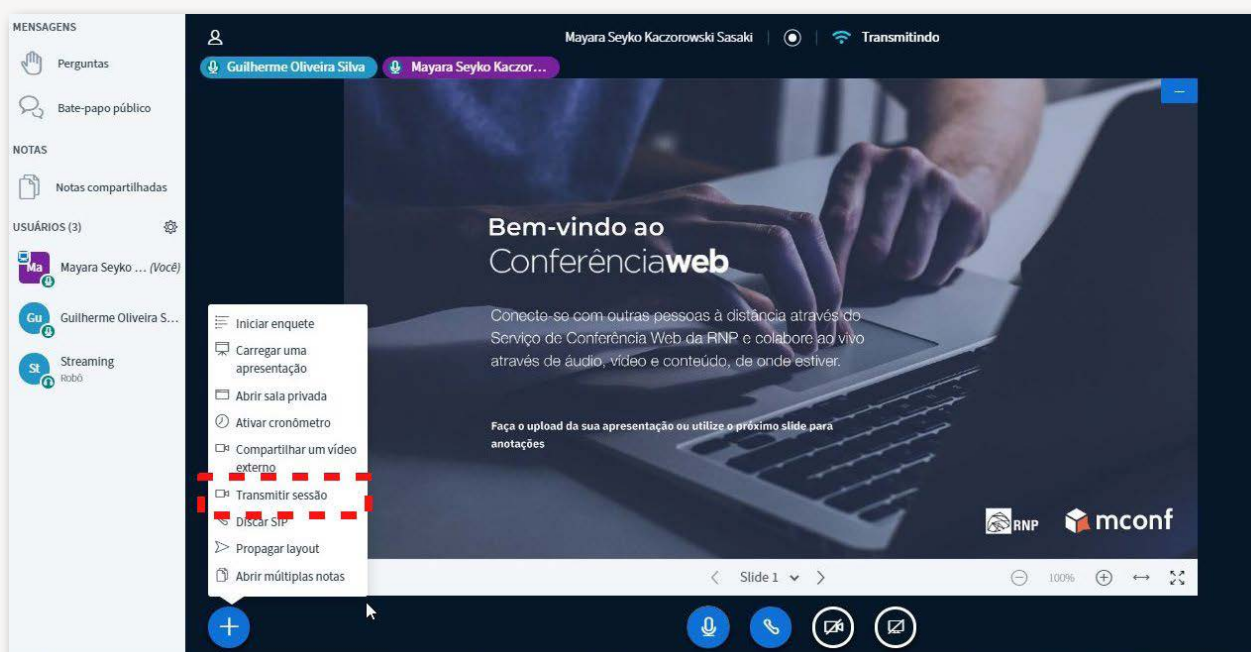 MENSAGENS
Perguntas
Bate-papo público
NOTAS
Notas compartilhadas
USUÁRIOS (3)
Ma
Mayara Seyko ... (Você)
Gu
Guilherme Oliveira S...
St
Streaming
Robô
Mayara Seyko Kaczorowski Sasaki
Transmitindo
Guilherme Oliveira Silva
Mayara Seyko Kaczor...
Bem-vindo ao
Conferênciaweb
Conecte-se com outras pessoas à distância através do
Serviço de Conferência Web da RNP e colabore ao vivo
através de áudio, vídeo e conteúdo, de onde estiver.
Faça o upload da sua apresentação ou utilize o próximo slide para
anotações
RNP
mconf
Iniciar enquete
Carregar uma
apresentação
Abrir sala privada
Ativar cronômetro
Compartilhar um vídeo
externo
Transmitir sessão
Discar SIP
Propagar layout
Abrir múltiplas notas
Slide 1
100%